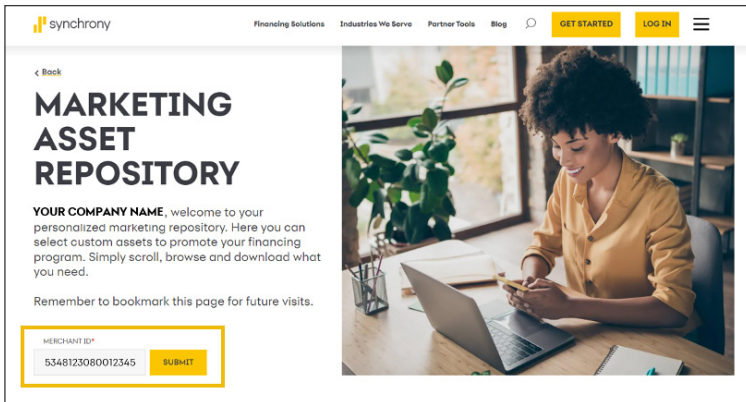 synchrony
Financing Solutions Industries We Serve Partner Tools Blog GET STARTED LOG IN
Back
MARKETING
ASSET
REPOSITORY
YOUR COMPANY NAME, welcome to your
personalized marketing repository. Here you can
select custom assets to promote your financing
program. Simply scroll, browse and download what
you need.
Remember to bookmark this page for future visits.
MERCHANT ID*
5348123080012345 SUBMIT